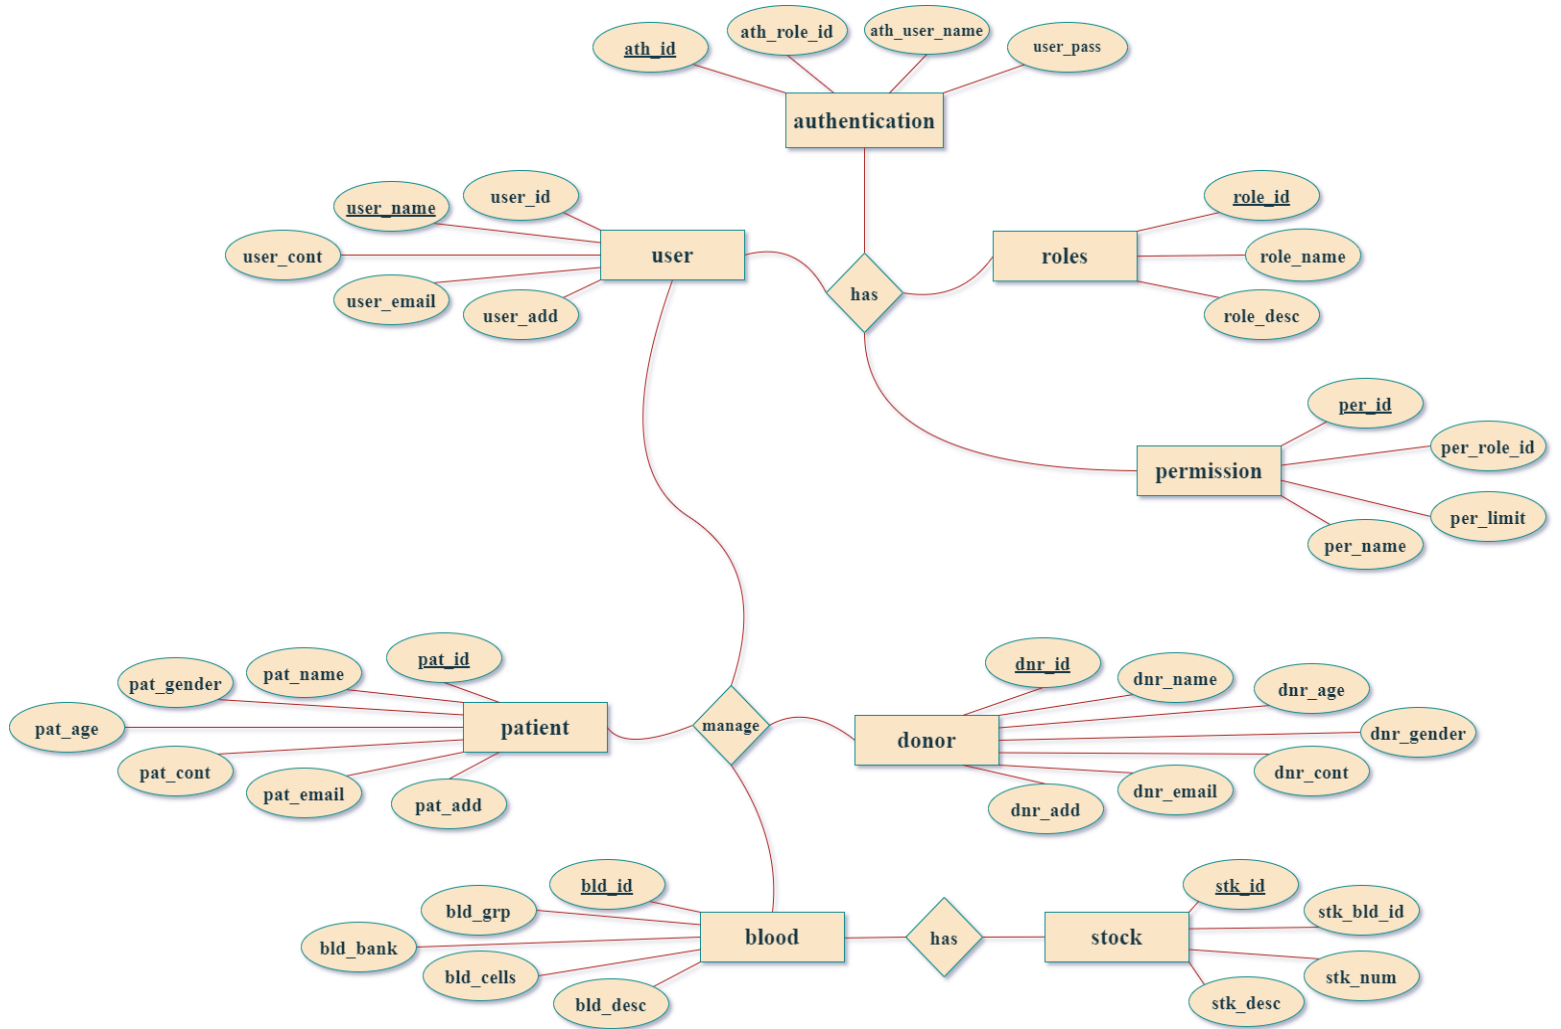 ath_id
ath_role_id
ath_user_name
user_pass
authentication
user_name
user_id
user_cont
user_email
user_add
user
has
roles
role_id
role_name
role_desc
permission
per_id
per_role_id
per_limit
per_name
pat_id
pat_name
pat_gender
pat_age
pat_cont
pat_email
pat_add
patient
manage
donor
dnr_id
dnr_name
dnr_age
dnr_gender
dnr_cont
dnr_email
dnr_add
bld_id
bld_grp
bld_bank
bld_cells
bld_desc
blood
has
stock
stk_id
stk_bld_id
stk_num
stk_desc